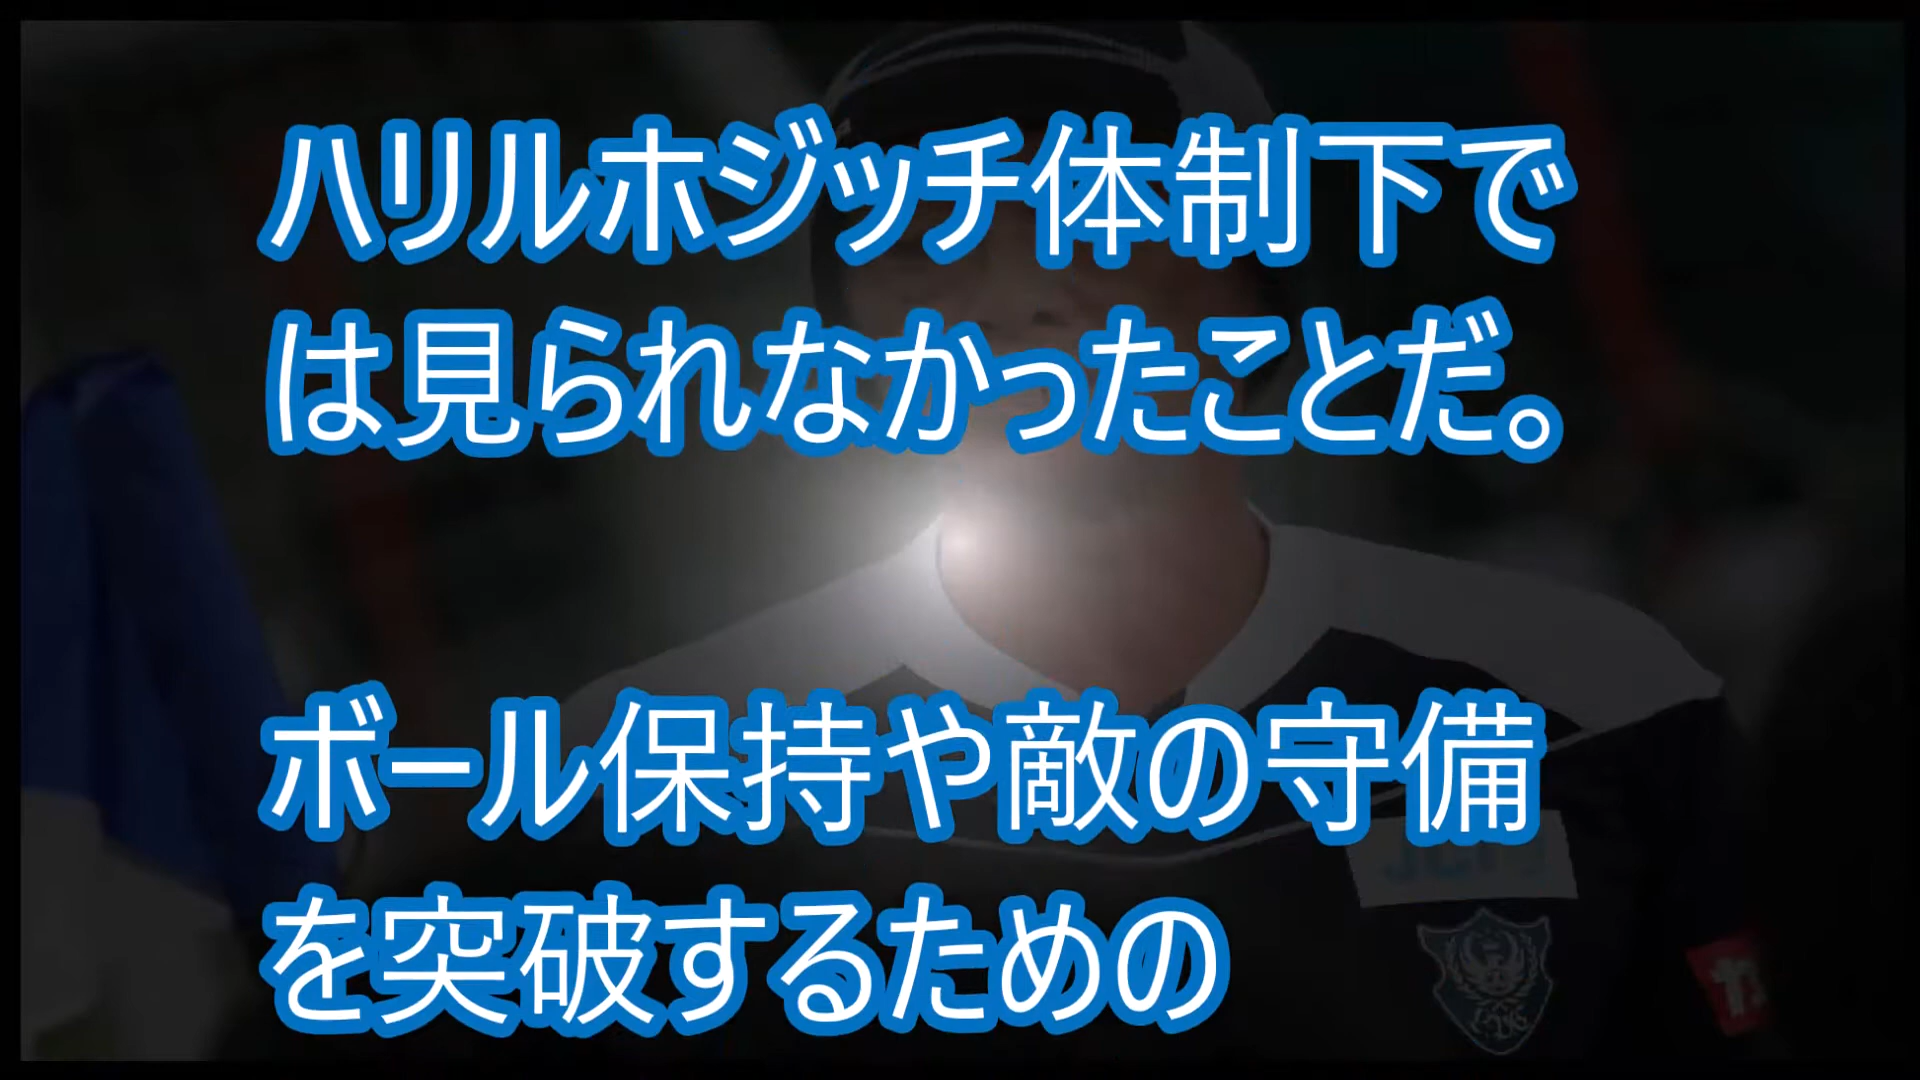 ハリルホジッチ体制下で
は見られなかったことだ。
ボール保持や敵の守備
を突破するための